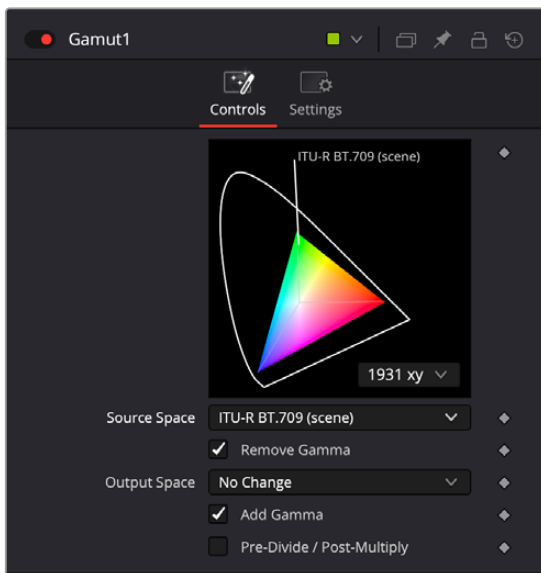 Gamut1
Controls
Settings
ITU-R BT.709 (scene)
1931 xy
Source Space
ITU-R BT.709 (scene)
Remove Gamma
Output Space
No Change
Add Gamma
Pre-Divide / Post-Multiply